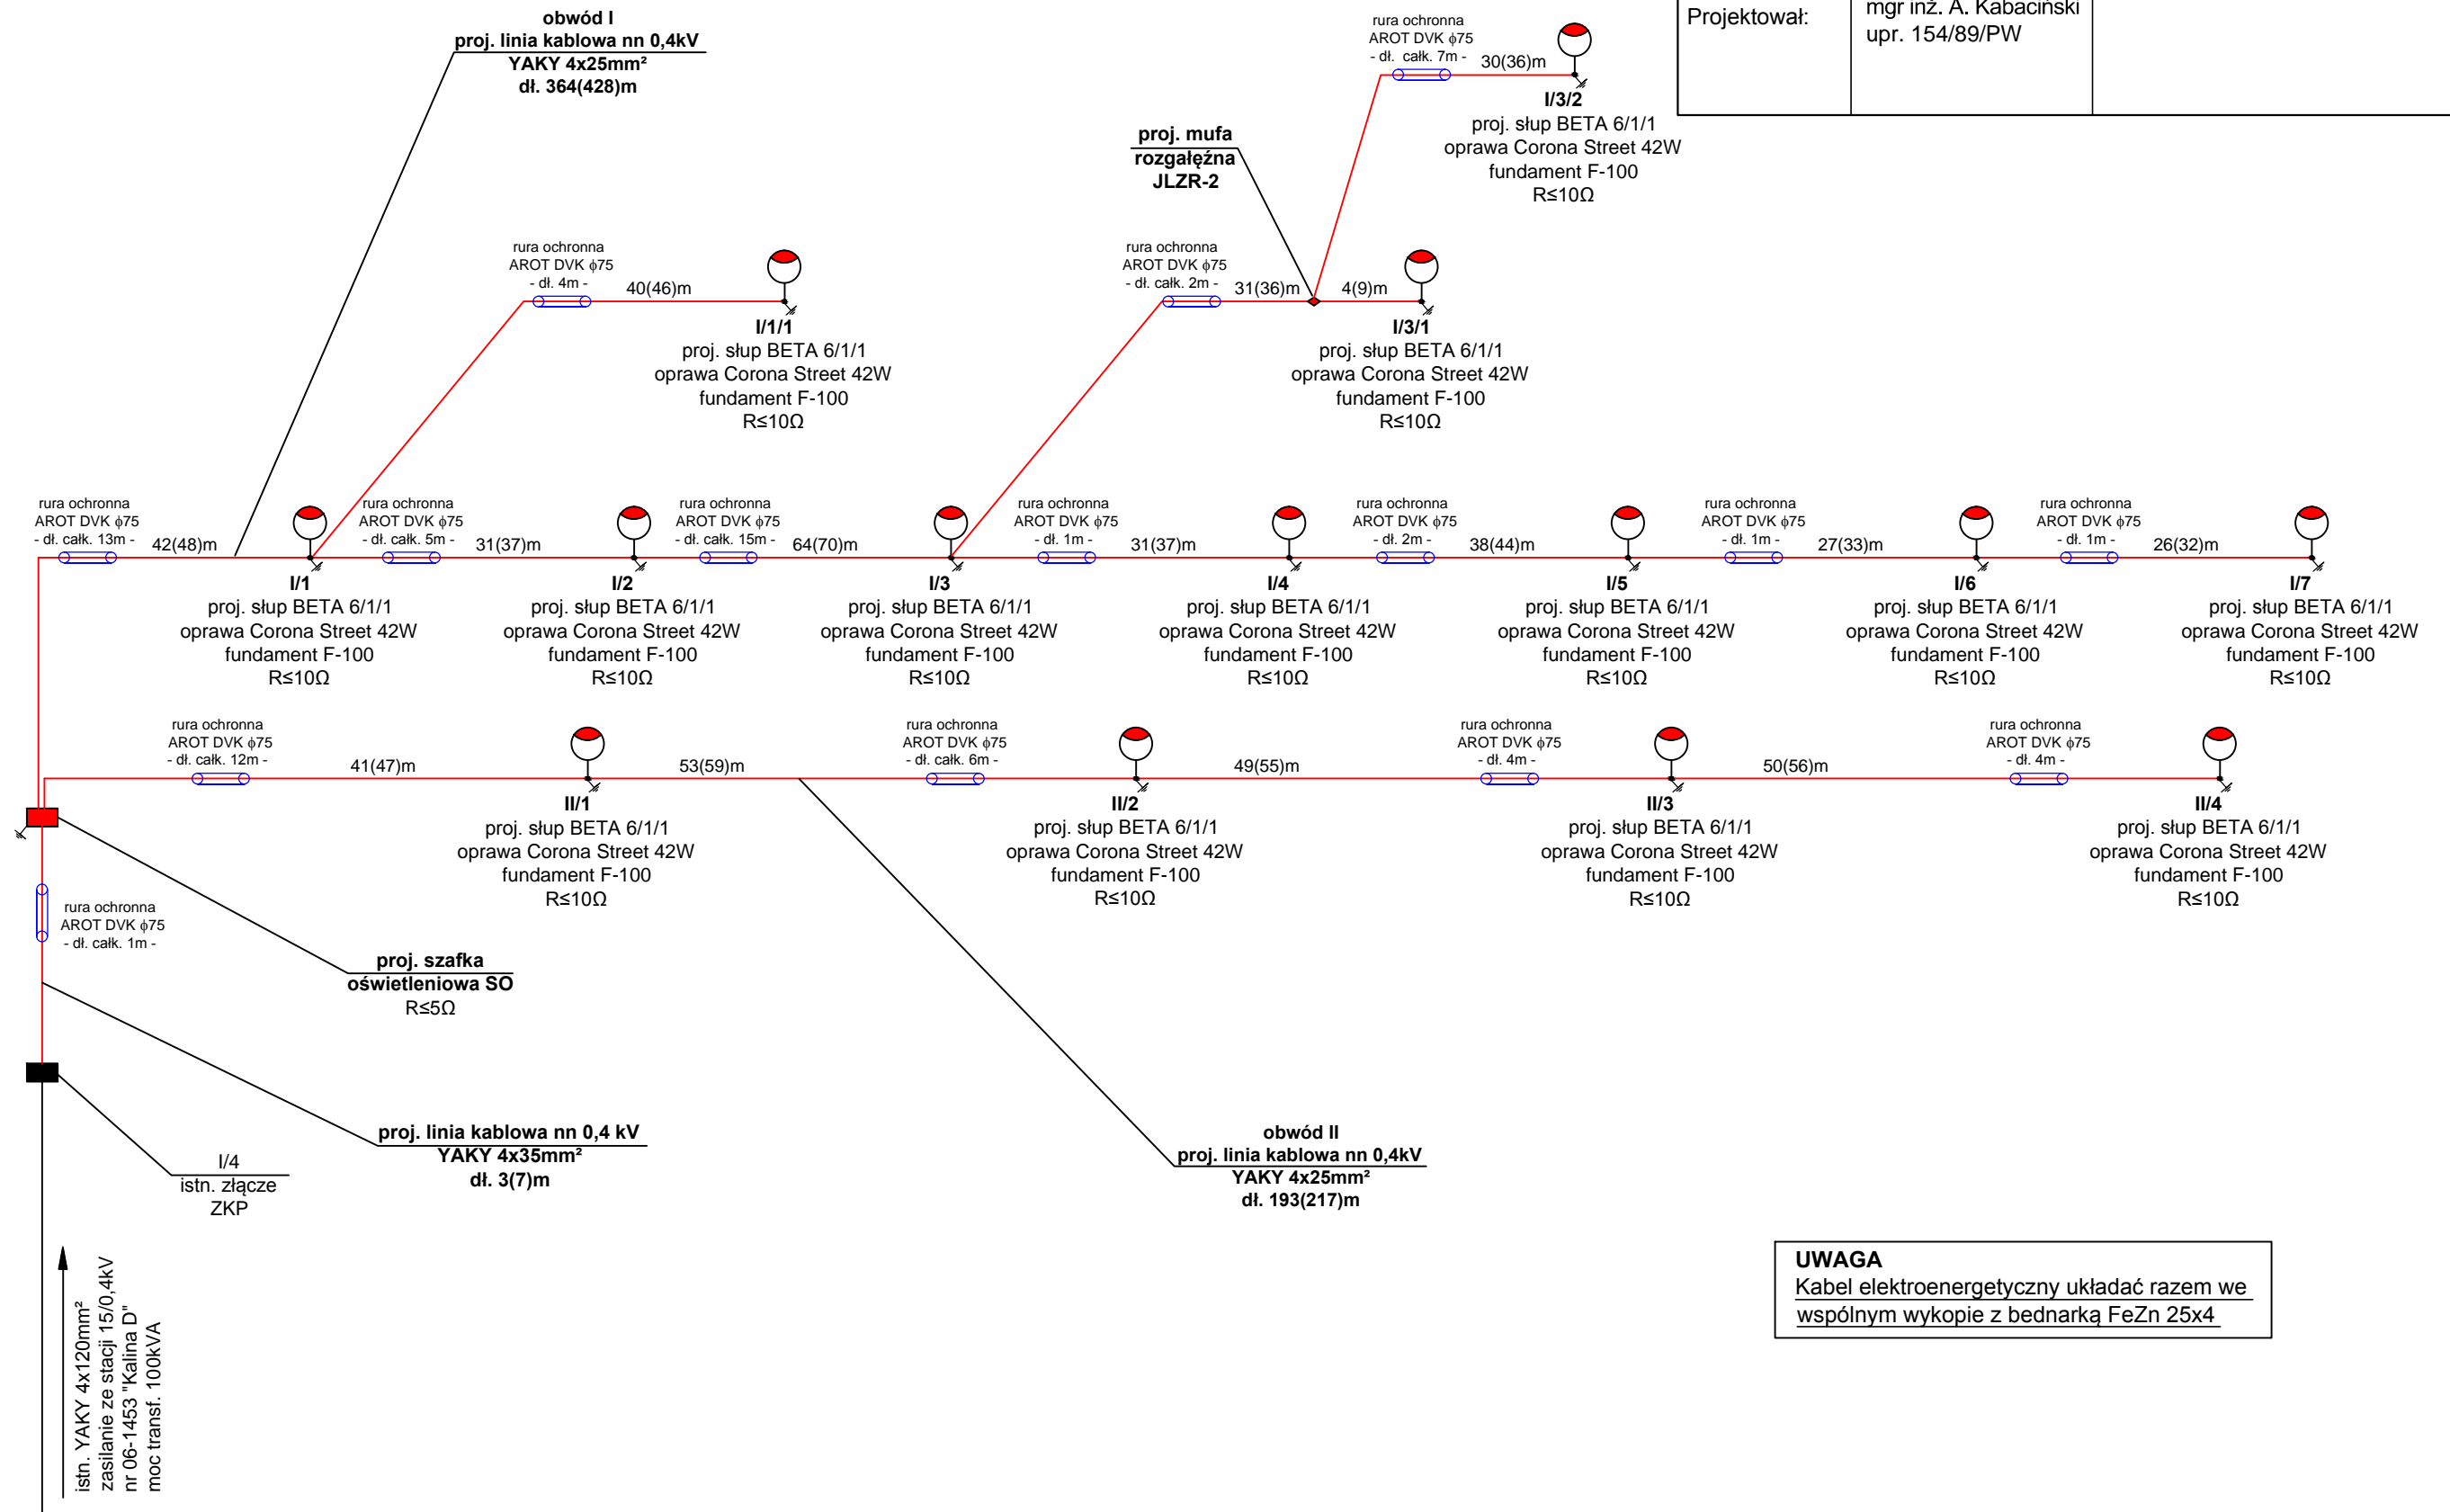 obwód I
proj. linia kablowa nn 0,4kV
YAKY 4x25mm²
dł. 364(428)m
Projektował:
mgr inż. A. Kabaciński
upr. 154/89/PW
rura ochronna
AROT DVK ϕ75
- dł. całk. 7m -
30(36)m
I/3/2
proj. słup BETA 6/1/1
oprawa Corona Street 42W
fundament F-100
R≤10Ω
proj. mufa
rozgałęźna
JLZR-2
rura ochronna
AROT DVK ϕ75
- dł. 4m -
40(46)m
I/1/1
proj. słup BETA 6/1/1
oprawa Corona Street 42W
fundament F-100
R≤10Ω
rura ochronna
AROT DVK ϕ75
- dł. całk. 2m -
31(36)m
4(9)m
I/3/1
proj. słup BETA 6/1/1
oprawa Corona Street 42W
fundament F-100
R≤10Ω
rura ochronna
AROT DVK ϕ75
- dł. całk. 13m -
42(48)m
I/1
proj. słup BETA 6/1/1
oprawa Corona Street 42W
fundament F-100
R≤10Ω
rura ochronna
AROT DVK ϕ75
- dł. całk. 5m -
31(37)m
I/2
proj. słup BETA 6/1/1
oprawa Corona Street 42W
fundament F-100
R≤10Ω
rura ochronna
AROT DVK ϕ75
- dł. całk. 15m -
64(70)m
I/3
proj. słup BETA 6/1/1
oprawa Corona Street 42W
fundament F-100
R≤10Ω
rura ochronna
AROT DVK ϕ75
- dł. 1m -
31(37)m
I/4
proj. słup BETA 6/1/1
oprawa Corona Street 42W
fundament F-100
R≤10Ω
rura ochronna
AROT DVK ϕ75
- dł. 2m -
38(44)m
I/5
proj. słup BETA 6/1/1
oprawa Corona Street 42W
fundament F-100
R≤10Ω
rura ochronna
AROT DVK ϕ75
- dł. 1m -
27(33)m
I/6
proj. słup BETA 6/1/1
oprawa Corona Street 42W
fundament F-100
R≤10Ω
rura ochronna
AROT DVK ϕ75
- dł. 1m -
26(32)m
I/7
proj. słup BETA 6/1/1
oprawa Corona Street 42W
fundament F-100
R≤10Ω
rura ochronna
AROT DVK ϕ75
- dł. całk. 12m -
41(47)m
II/1
proj. słup BETA 6/1/1
oprawa Corona Street 42W
fundament F-100
R≤10Ω
53(59)m
rura ochronna
AROT DVK ϕ75
- dł. całk. 6m -
II/2
proj. słup BETA 6/1/1
oprawa Corona Street 42W
fundament F-100
R≤10Ω
49(55)m
rura ochronna
AROT DVK ϕ75
- dł. 4m -
II/3
proj. słup BETA 6/1/1
oprawa Corona Street 42W
fundament F-100
R≤10Ω
50(56)m
rura ochronna
AROT DVK ϕ75
- dł. 4m -
II/4
proj. słup BETA 6/1/1
oprawa Corona Street 42W
fundament F-100
R≤10Ω
rura ochronna
AROT DVK ϕ75
- dł. całk. 1m -
proj. szafka
oświetleniowa SO
R≤5Ω
proj. linia kablowa nn 0,4 kV
YAKY 4x35mm²
dł. 3(7)m
I/4
istn. złącze
ZKP
obwód II
proj. linia kablowa nn 0,4kV
YAKY 4x25mm²
dł. 193(217)m
istn. YAKY 4x120mm²
zasilanie ze stacji 15/0,4kV
nr 06-1453 "Kalina D"
moc transf. 100kVA
UWAGA
Kabel elektroenergetyczny układać razem we
wspólnym wykopie z bednarką FeZn 25x4